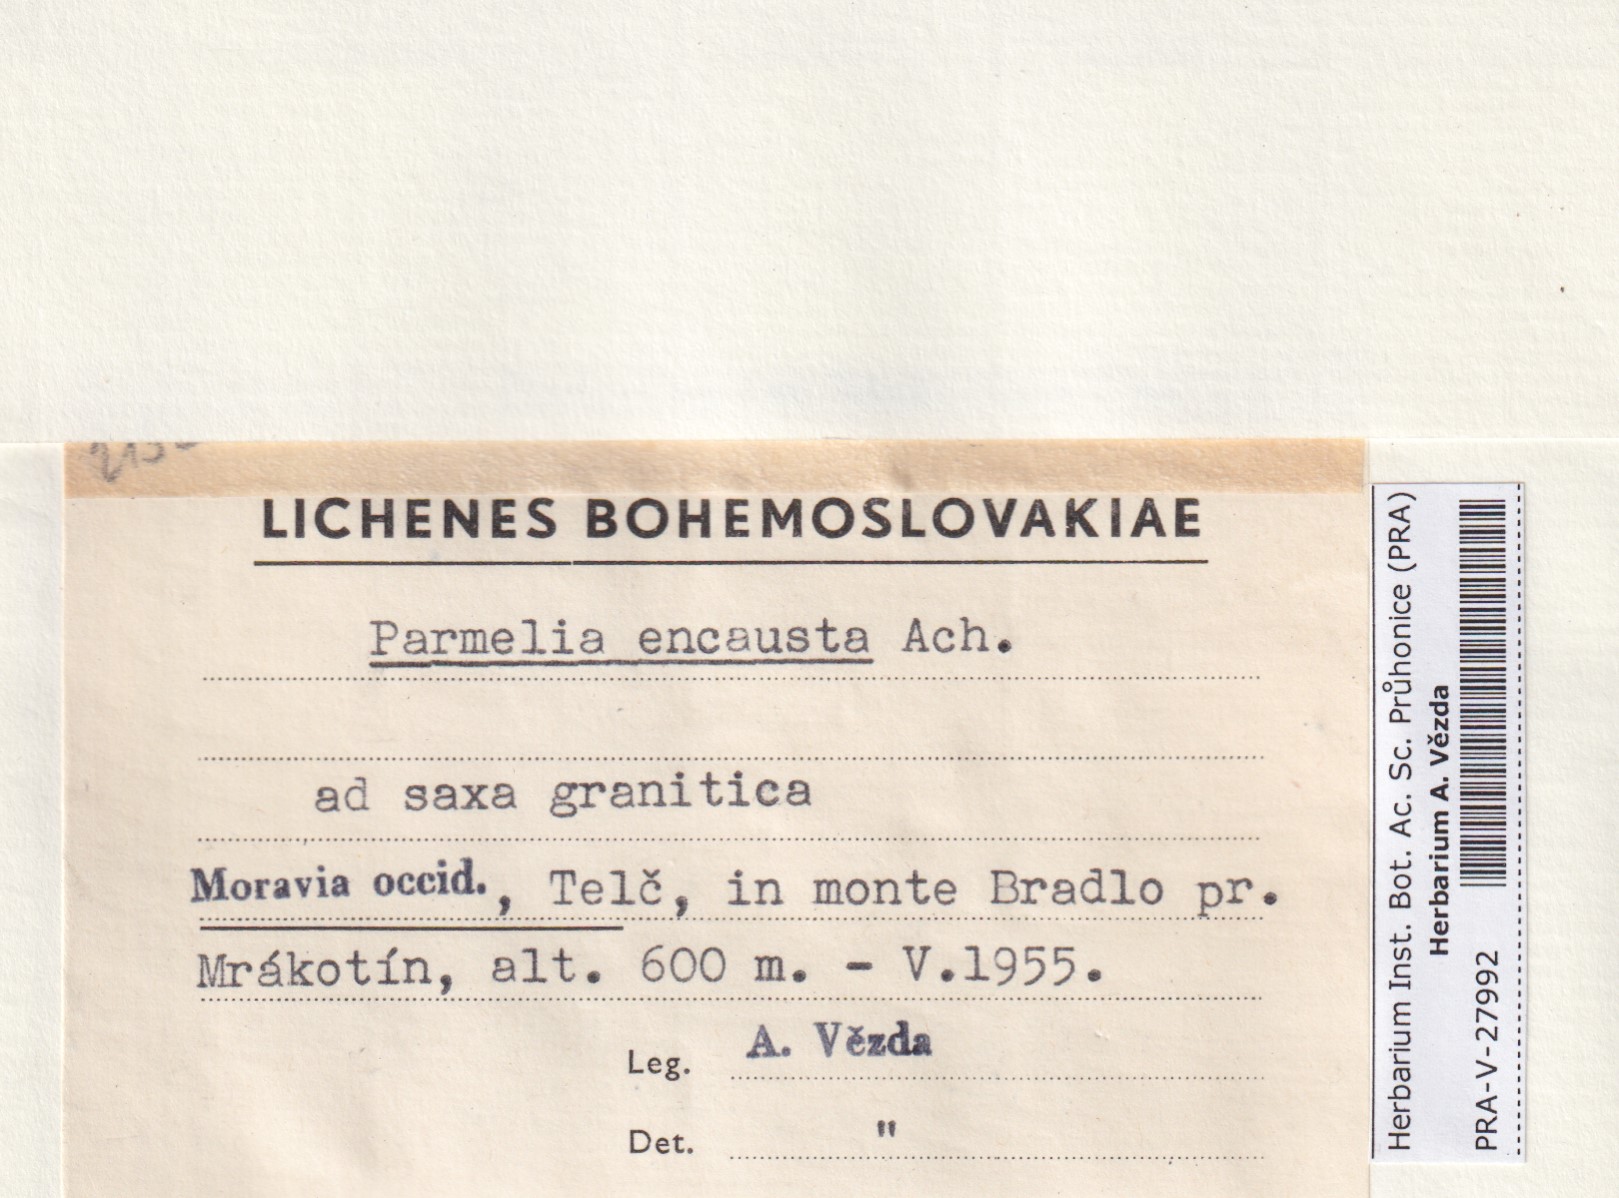 LICHENES BOHEMOSLOVAKIAE
Parmelia encausta Ach.
ad saxa granitica
Moravia occid., Telč, in monte Bradlo pr.
Mrákotín, alt. 600 m. - V.1955.
Leg. A. Vězda
Det. "
Herbarium Inst. Bot. Ac. Sc. Průhonice (PRA)
Herbarium A. Vězda
PRA-V-27992